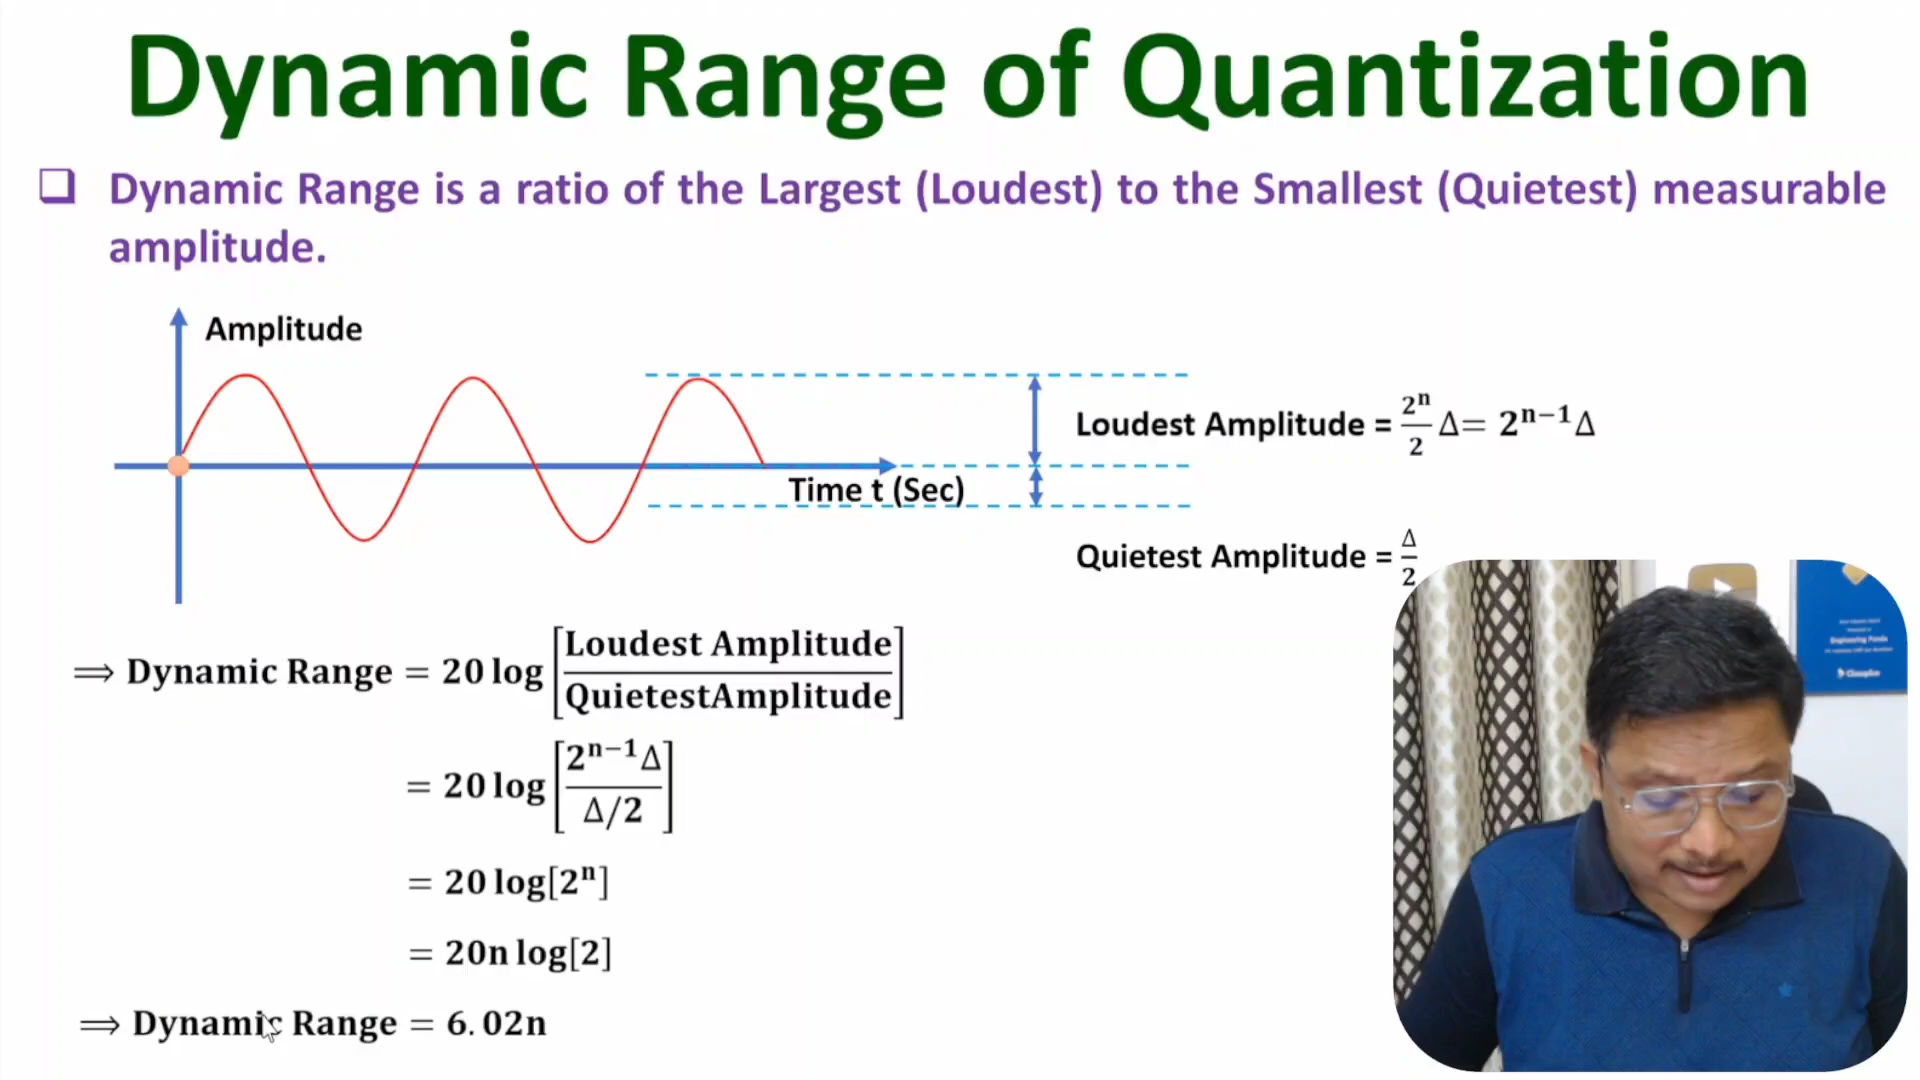 Dynamic Range of Quantization
❑ Dynamic Range is a ratio of the Largest (Loudest) to the Smallest (Quietest) measurable
amplitude.
Amplitude
Loudest Amplitude = 2ⁿ/2 Δ= 2ⁿ⁻¹Δ
Time t (Sec)
Quietest Amplitude = Δ/2
⟹ Dynamic Range = 20 log [Loudest Amplitude / QuietestAmplitude]
= 20 log [2ⁿ⁻¹Δ / Δ/2]
= 20 log[2ⁿ]
= 20n log[2]
⟹ Dynamic Range = 6.02n